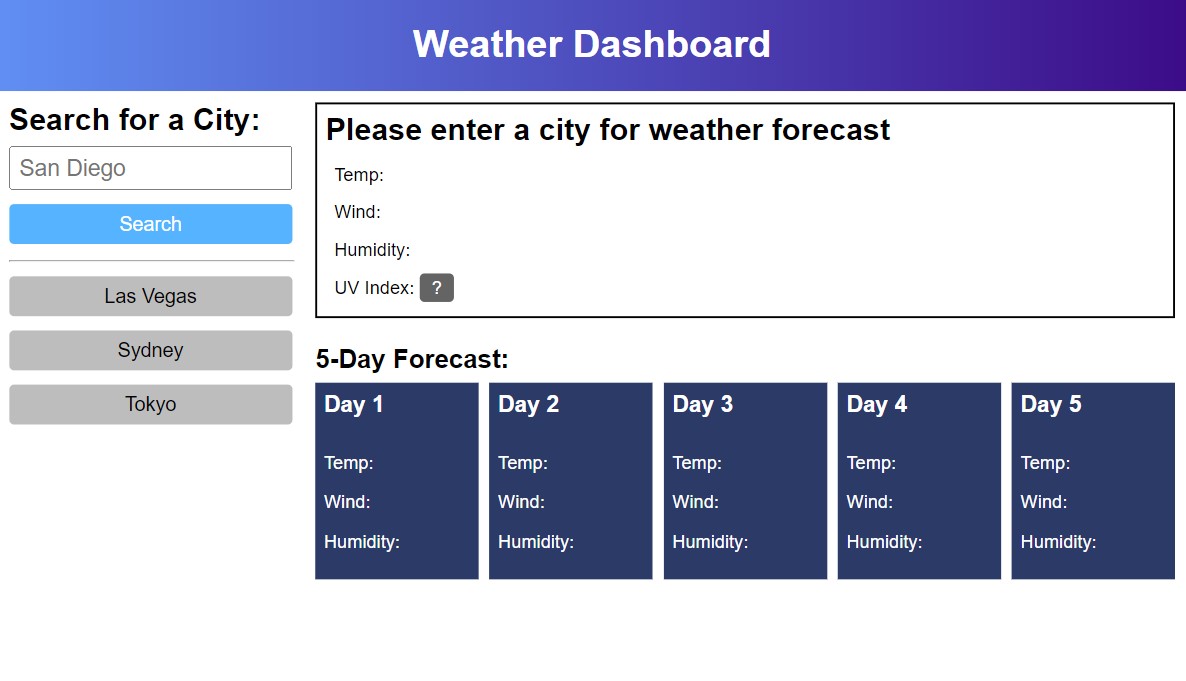 Weather Dashboard
Search for a City:
San Diego
Search
Las Vegas
Sydney
Tokyo
Please enter a city for weather forecast
Temp:
Wind:
Humidity:
UV Index: ?
5-Day Forecast:
Day 1
Temp:
Wind:
Humidity:
Day 2
Temp:
Wind:
Humidity:
Day 3
Temp:
Wind:
Humidity:
Day 4
Temp:
Wind:
Humidity:
Day 5
Temp:
Wind:
Humidity: